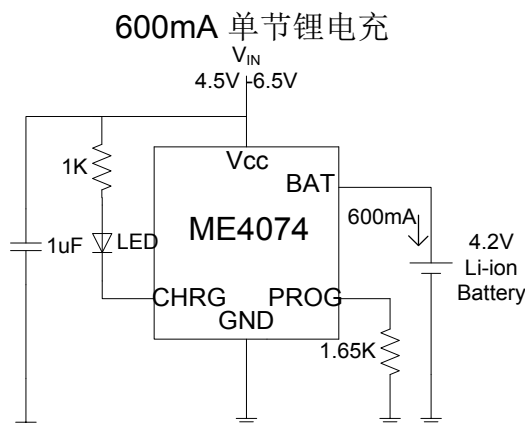 600mA 单节锂电充
VIN
4.5V -6.5V
1K
Vcc
BAT
ME4074
600mA
LED
1uF
4.2V
Li-ion
Battery
CHRG
PROG
GND
1.65K